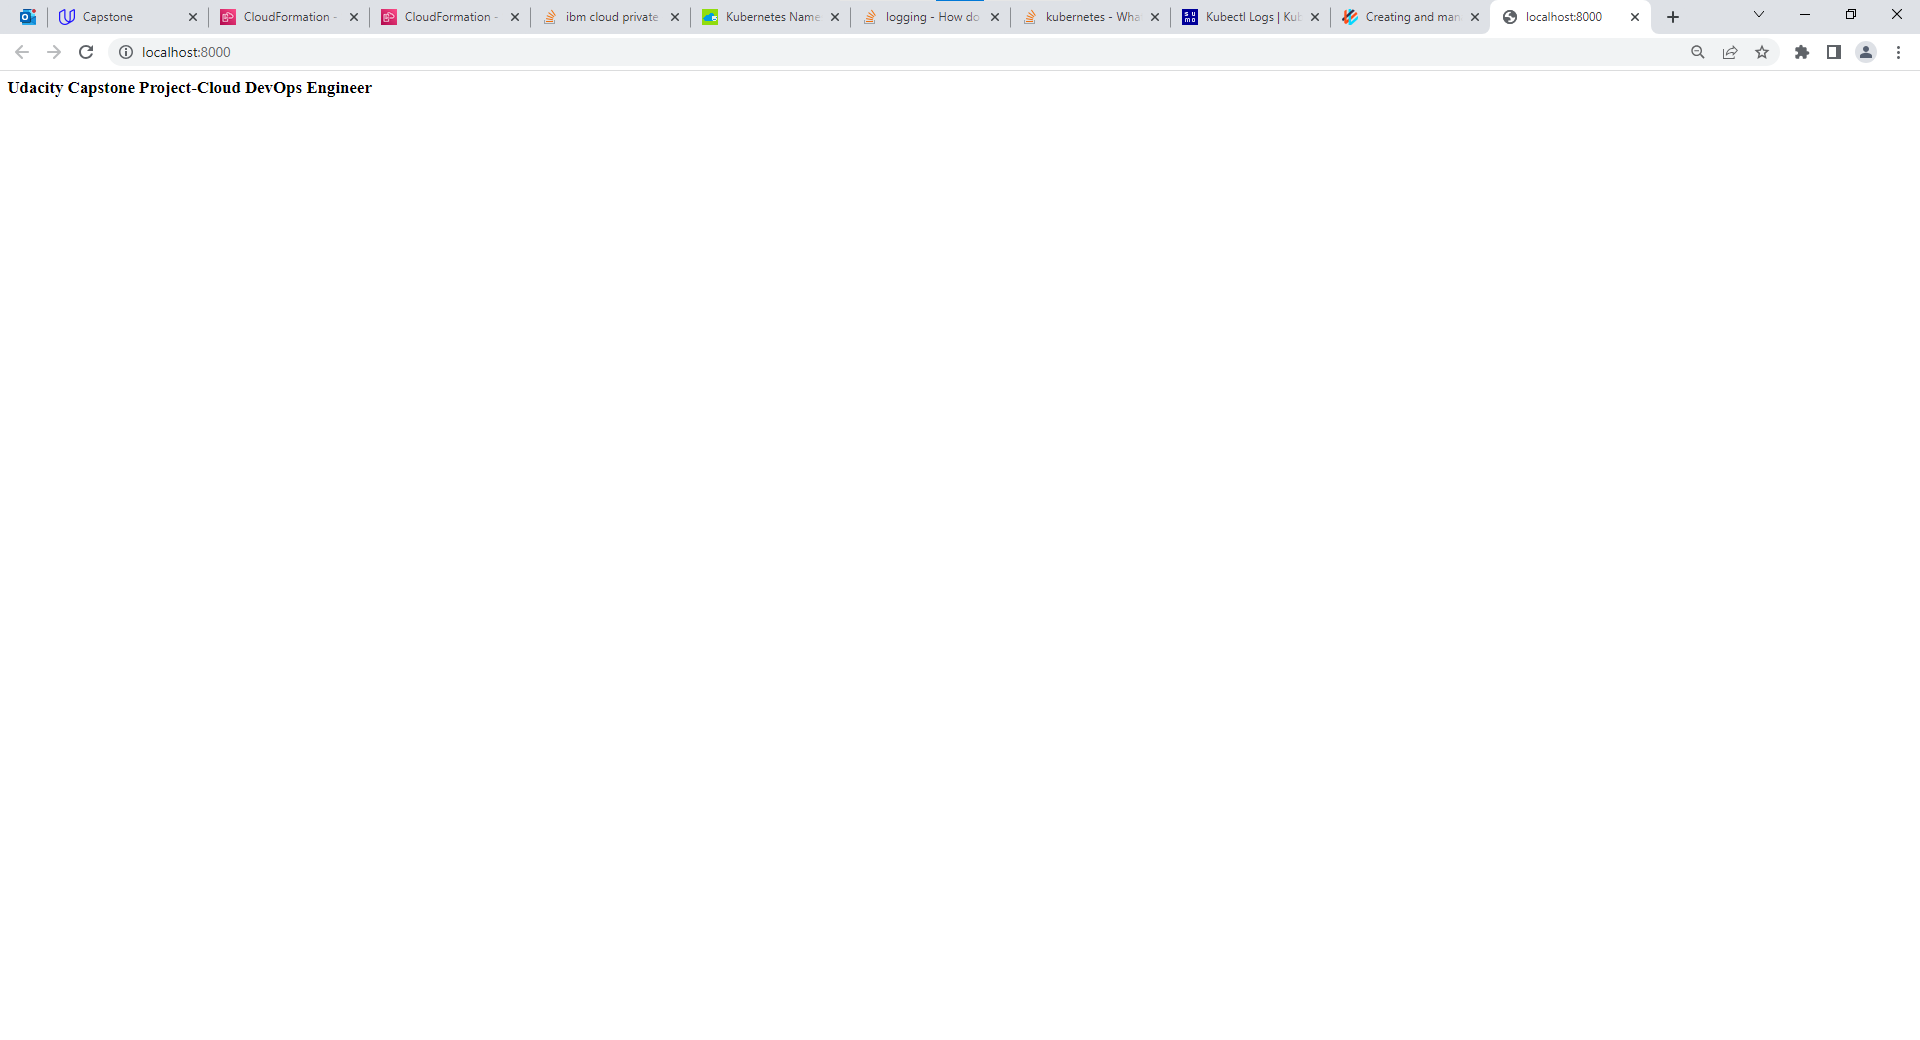 Capstone
CloudFormation -
CloudFormation -
ibm cloud private
Kubernetes Name
logging - How do
kubernetes - Wha
Kubectl Logs | Kub
Creating and man
localhost:8000
localhost:8000
Udacity Capstone Project-Cloud DevOps Engineer